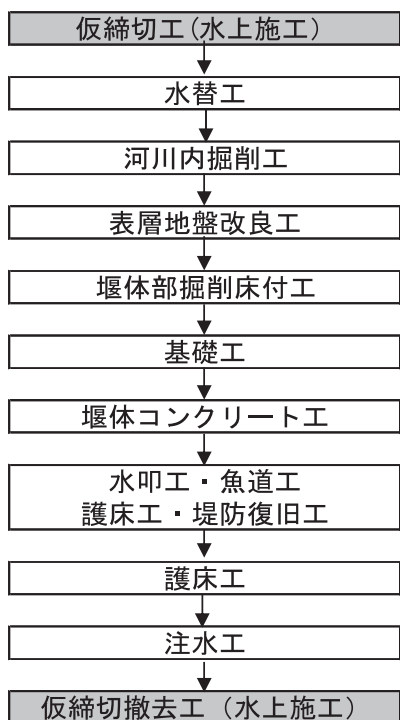 仮締切工(水上施工)
水替工
河川内掘削工
表層地盤改良工
堰体部掘削床付工
基礎工
堰体コンクリート工
水叩工・魚道工
護床工・堤防復旧工
護床工
注水工
仮締切撤去工（水上施工）